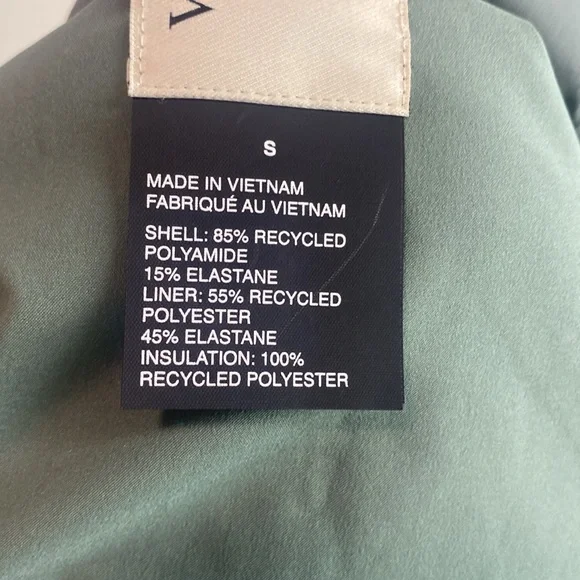 V
S
MADE IN VIETNAM
FABRIQUÉ AU VIETNAM
SHELL: 85% RECYCLED
POLYAMIDE
15% ELASTANE
LINER: 55% RECYCLED
POLYESTER
45% ELASTANE
INSULATION: 100%
RECYCLED POLYESTER